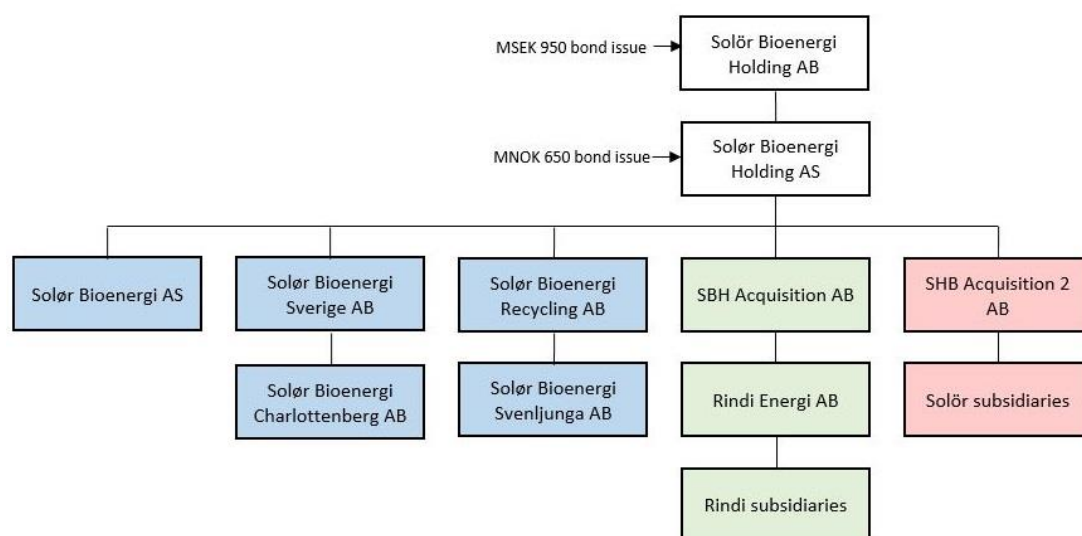 MSEK 950 bond issue
Solör Bioenergi
Holding AB
MNOK 650 bond issue
Solør Bioenergi
Holding AS
Solør Bioenergi AS
Solør Bioenergi
Sverige AB
Solør Bioenergi
Recycling AB
SBH Acquisition AB
SHB Acquisition 2
AB
Solør Bioenergi
Charlottenberg AB
Solør Bioenergi
Svenljunga AB
Rindi Energi AB
Solör subsidiaries
Rindi subsidiaries